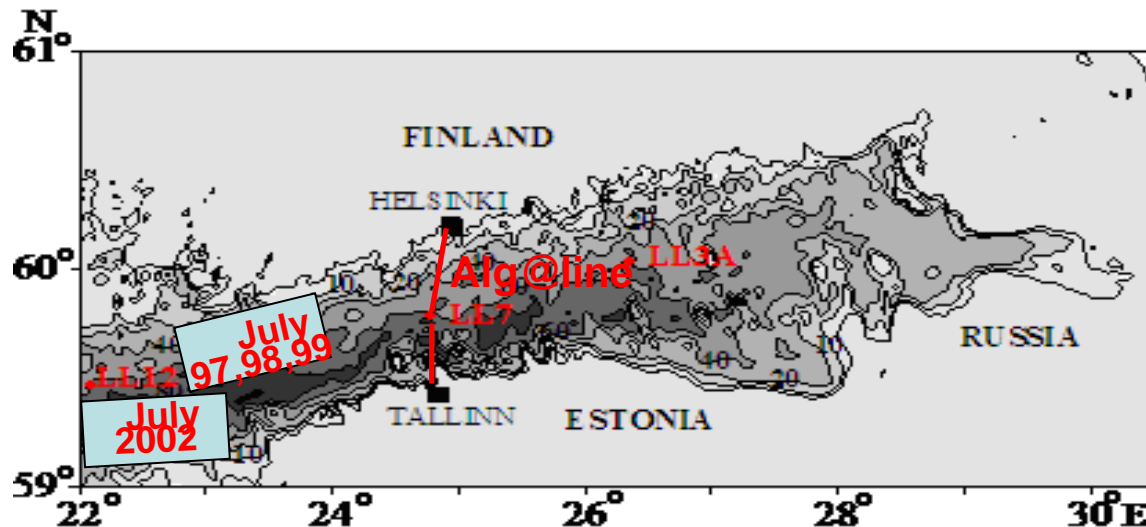 N
61°
FINLAND
HELSINKI
20
60°
10
20
Alg@line
LL3A
July
97,98,99
40
LL7
RUSSIA
LL12
40
10
20
July
2002
TALLINN
ESTONIA
10
59°
22°
24°
26°
28°
30°E